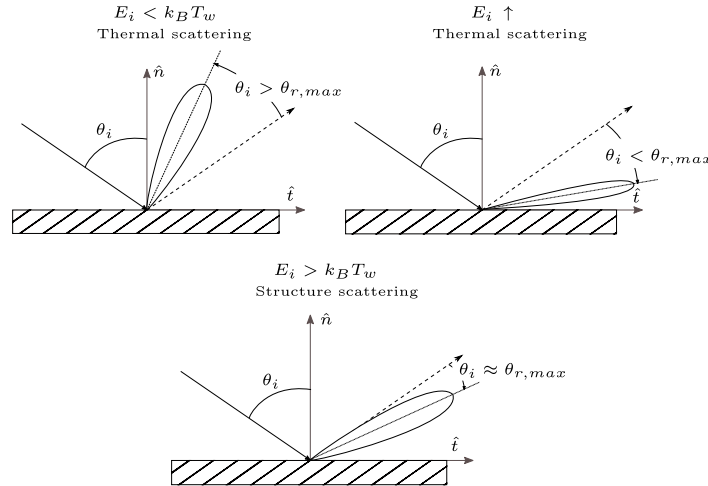 E_i < k_B T_w
Thermal scattering
n̂
θ_i > θ_{r,max}
θ_i
t̂
E_i ↑
Thermal scattering
n̂
θ_i
θ_i < θ_{r,max}
t̂
E_i > k_B T_w
Structure scattering
n̂
θ_i
θ_i ≈ θ_{r,max}
t̂